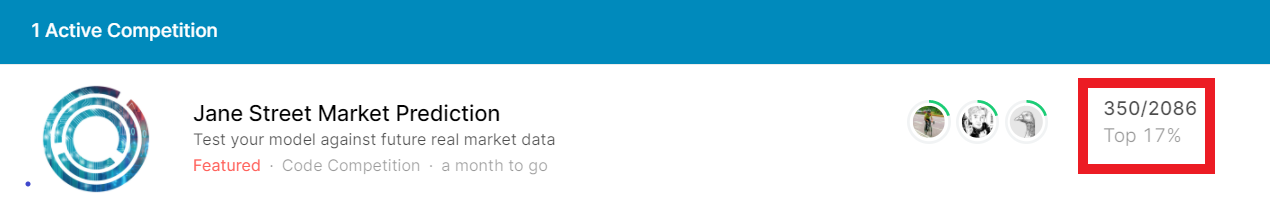 1 Active Competition
Jane Street Market Prediction
Test your model against future real market data
Featured · Code Competition · a month to go
350/2086
Top 17%